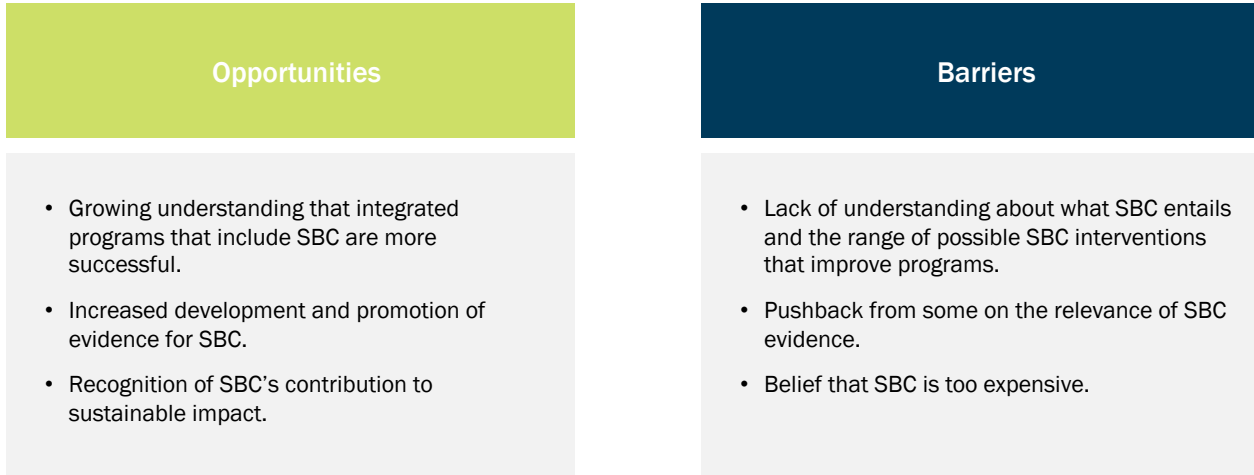 Opportunities
• Growing understanding that integrated
programs that include SBC are more
successful.
• Increased development and promotion of
evidence for SBC.
• Recognition of SBC’s contribution to
sustainable impact.
Barriers
• Lack of understanding about what SBC entails
and the range of possible SBC interventions
that improve programs.
• Pushback from some on the relevance of SBC
evidence.
• Belief that SBC is too expensive.